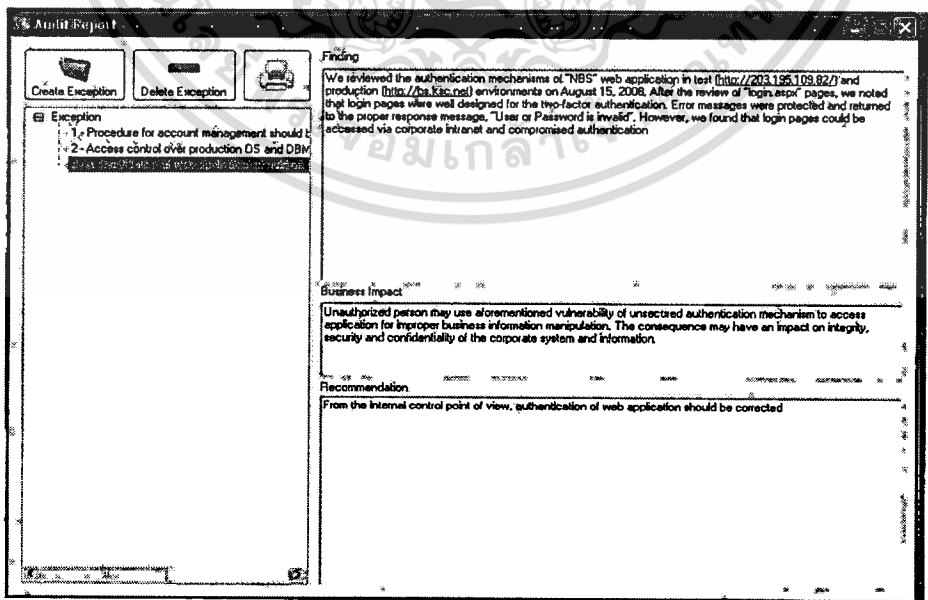 Audit Report
Create Exception
Delete Exception
Exception
1 - Procedure for account management should b
2 - Access control over production OS and DBM
Finding
We reviewed the authentication mechanisms of "NBS" web application in test (http://203.195.109.82/) and
production (http://bs.ksc.net) environments on August 15, 2008, After the review of "login.aspx" pages, we noted
that login pages were well designed for the two-factor authentication. Error messages were protected and returned
to the proper response message, "User or Password is invalid". However, we found that login pages could be
accessed via corporate intranet and compromised authentication
Business Impact
Unauthorized person may use aforementioned vulnerability of unsecured authentication mechanism to access
application for improper business information manipulation. The consequence may have an impact on integrity,
security and confidentiality of the corporate system and information
Recommendation
From the internal control point of view, authentication of web application should be corrected